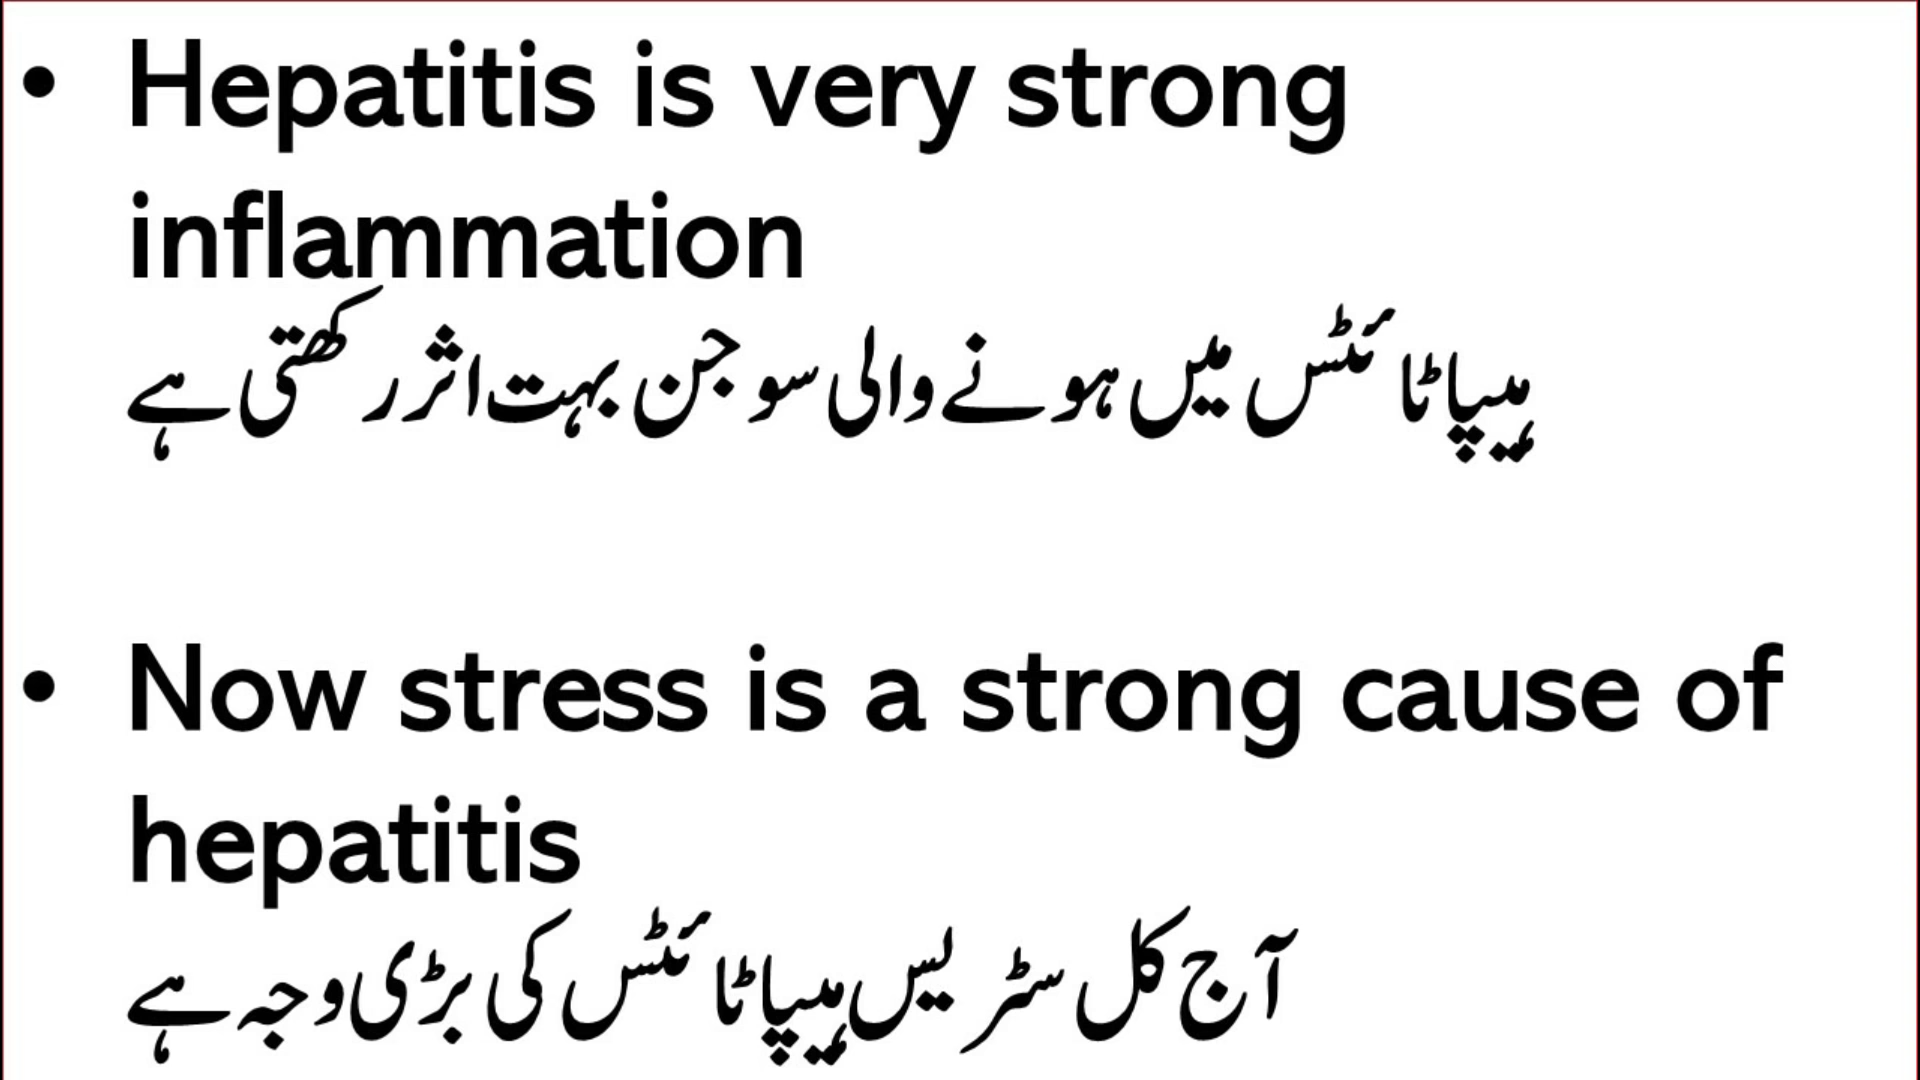 • Hepatitis is very strong
inflammation
ہیپاٹائٹس میں ہونے والی سوجن بہت اثر رکھتی ہے
• Now stress is a strong cause of
hepatitis
آج کل سٹریس ہیپاٹائٹس کی بڑی وجہ ہے